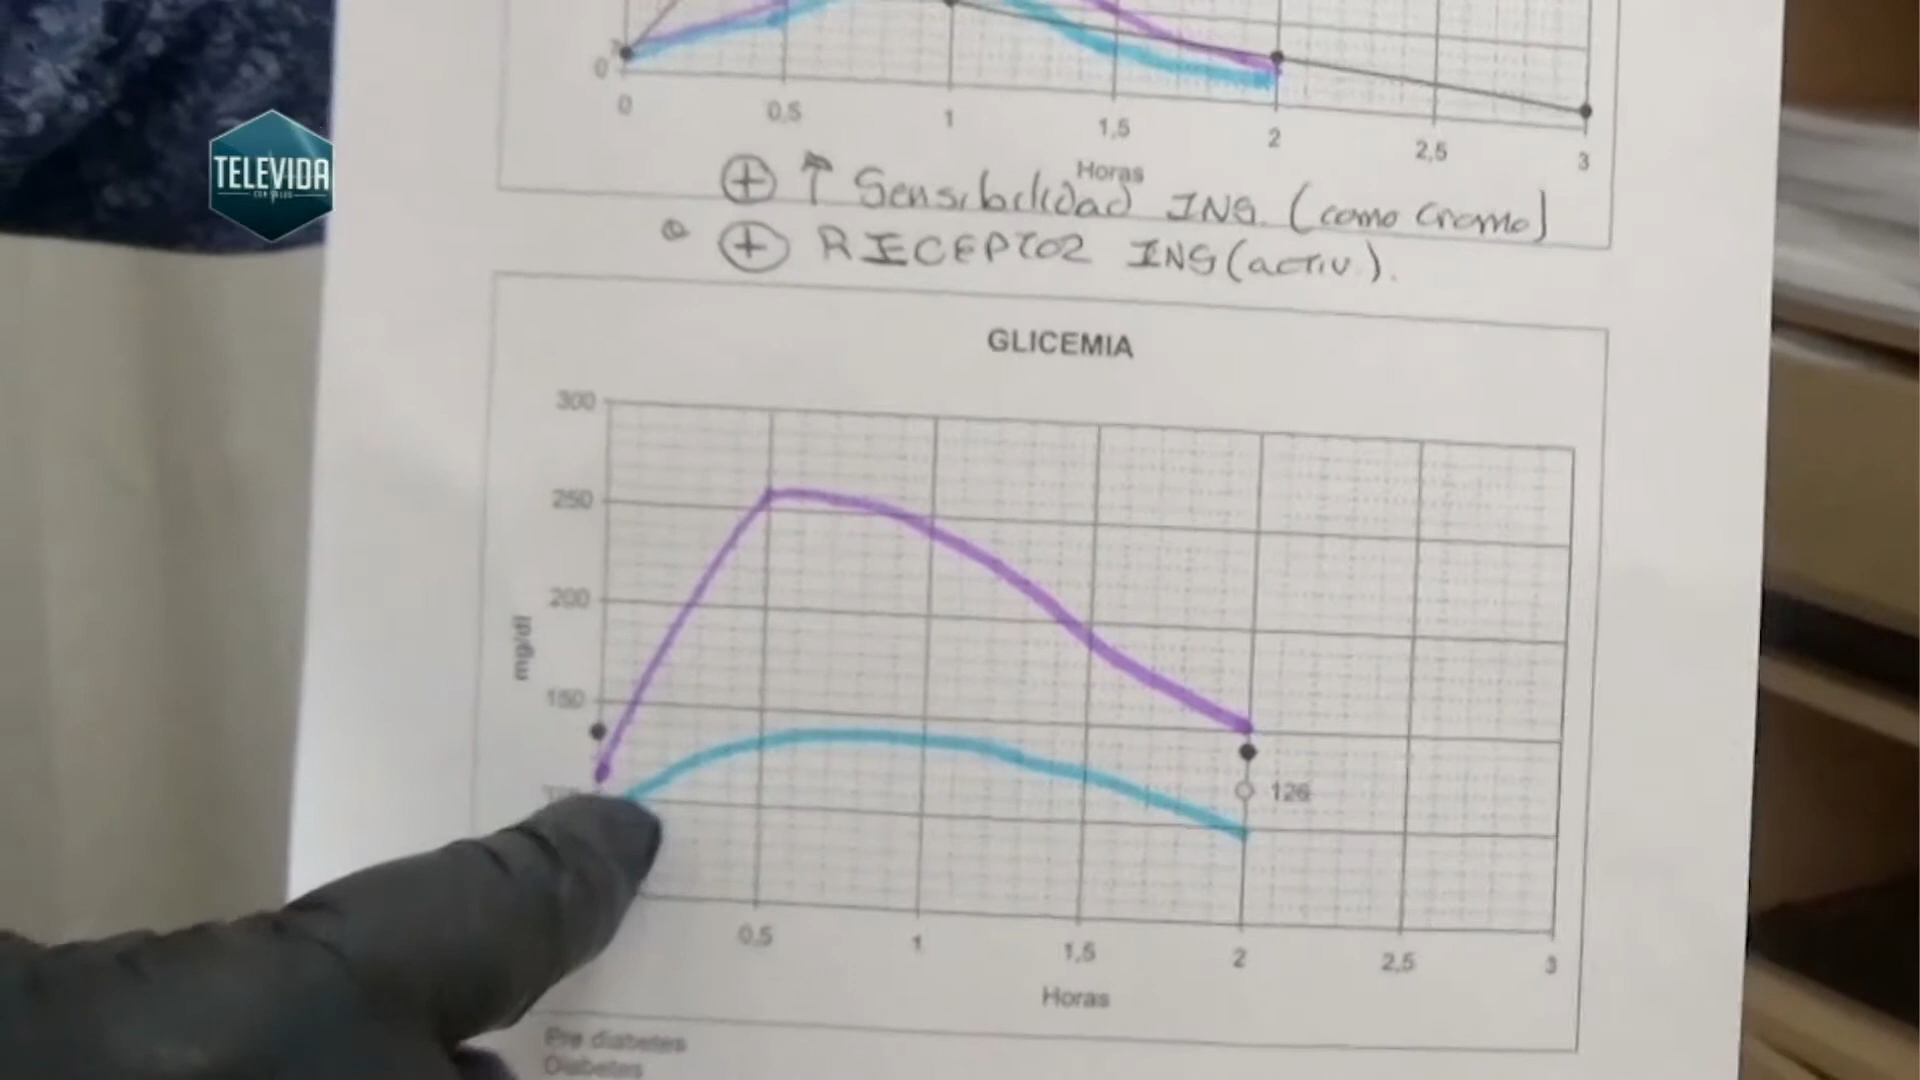 0
0 0,5 1 1,5 2 2,5 3
Horas
TELEVIDA
⊕ ↑ Sensibilidad INS. (como cromo)
⊕ RECEPTOR INS (activ.).
GLICEMIA
300
250
200
150
mg/dl
126
0,5 1 1,5 2 2,5 3
Horas
Pre diabetes
Diabetes